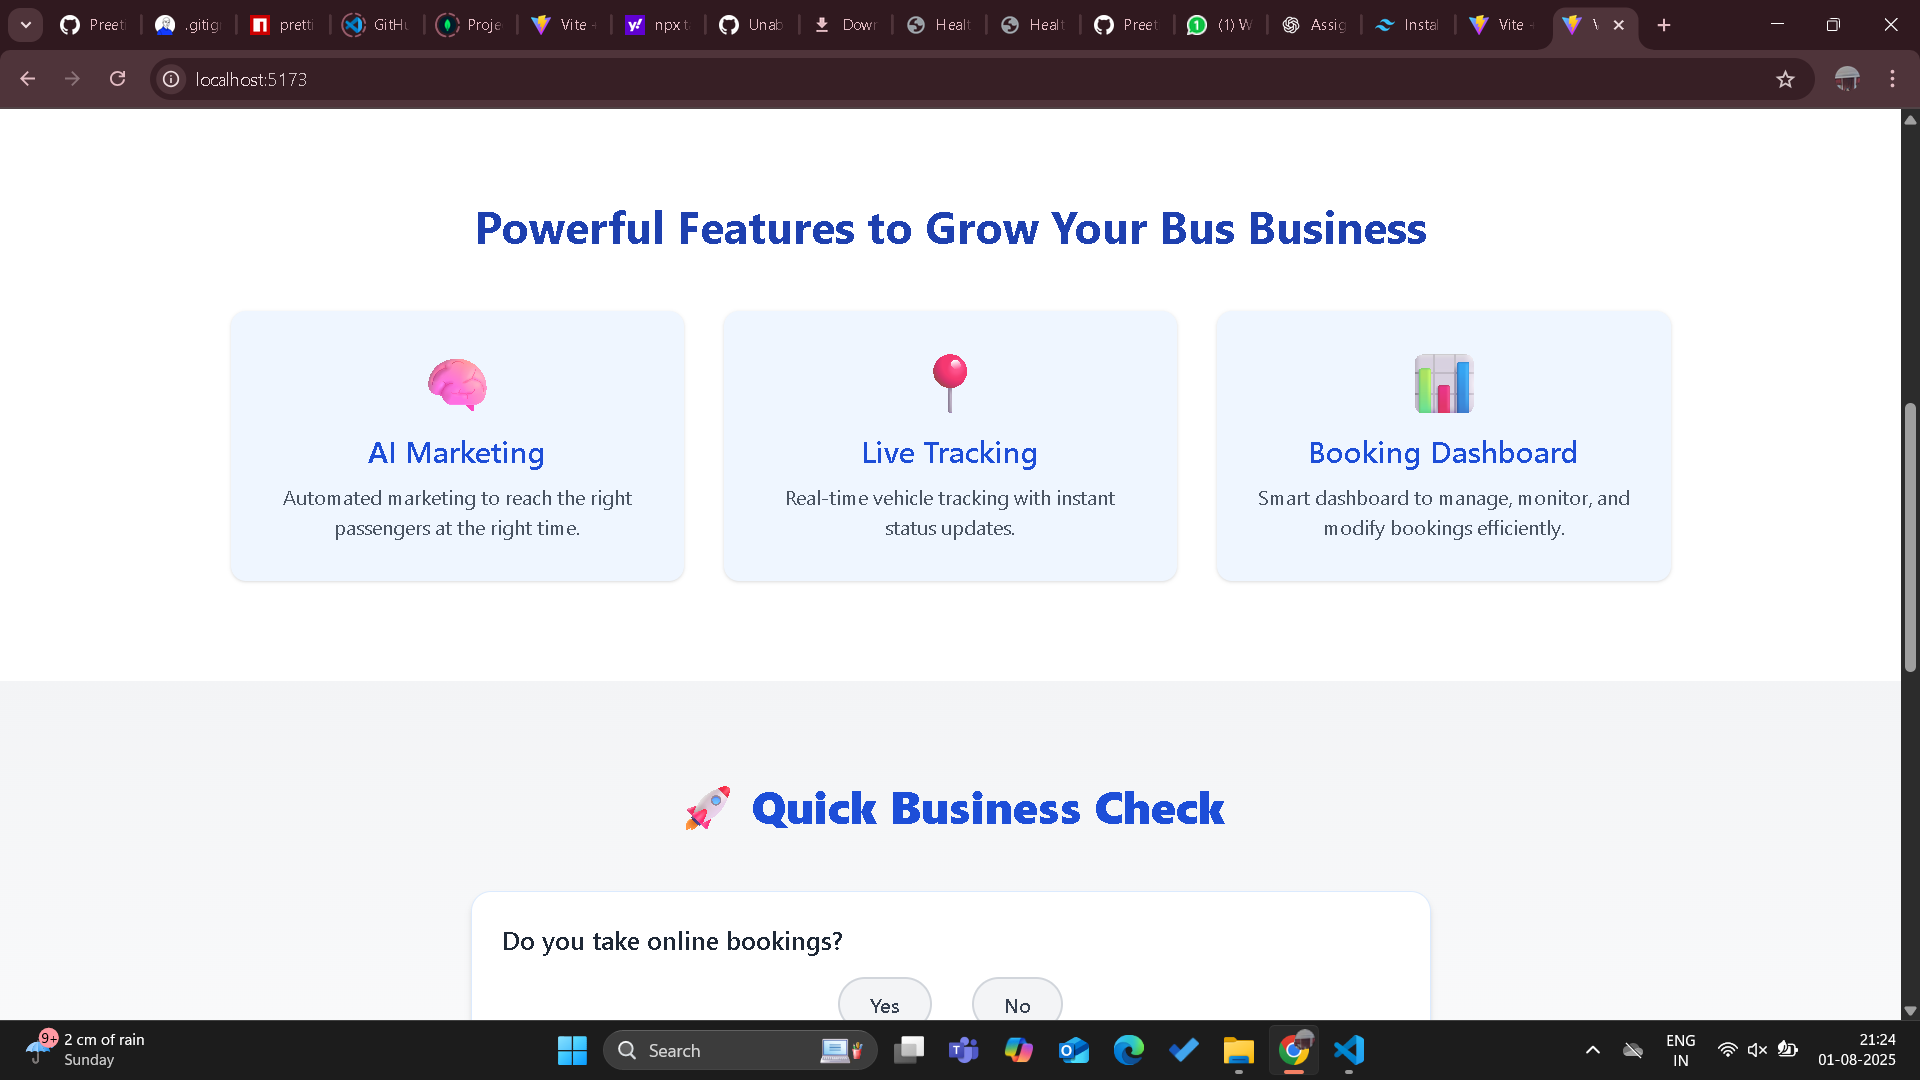 Preet
.gitig
pretti
GitHu
Proje
Vite
npx t
Unab
Down
Healt
Healt
Preet
(1) W
Assig
Instal
Vite
localhost:5173
Powerful Features to Grow Your Bus Business
AI Marketing
Automated marketing to reach the right
passengers at the right time.
Live Tracking
Real-time vehicle tracking with instant
status updates.
Booking Dashboard
Smart dashboard to manage, monitor, and
modify bookings efficiently.
Quick Business Check
Do you take online bookings?
Yes
No
9+
2 cm of rain
Sunday
Search
ENG
IN
21:24
01-08-2025